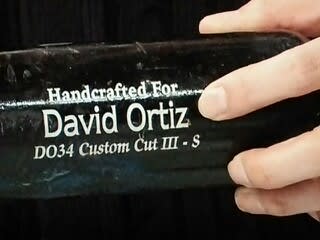 Handcrafted For
David Ortiz
DO34 Custom Cut III - S